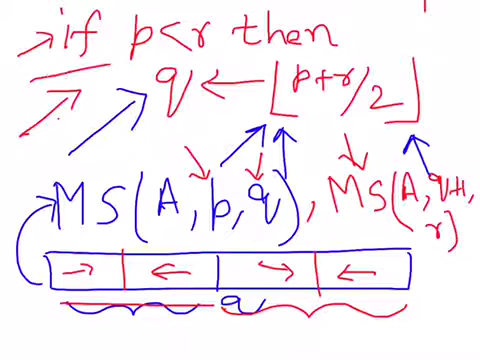 if p<r then
q ← ⌊p+r/2⌋
MS(A, p, q), MS(A, q+1, r)
q